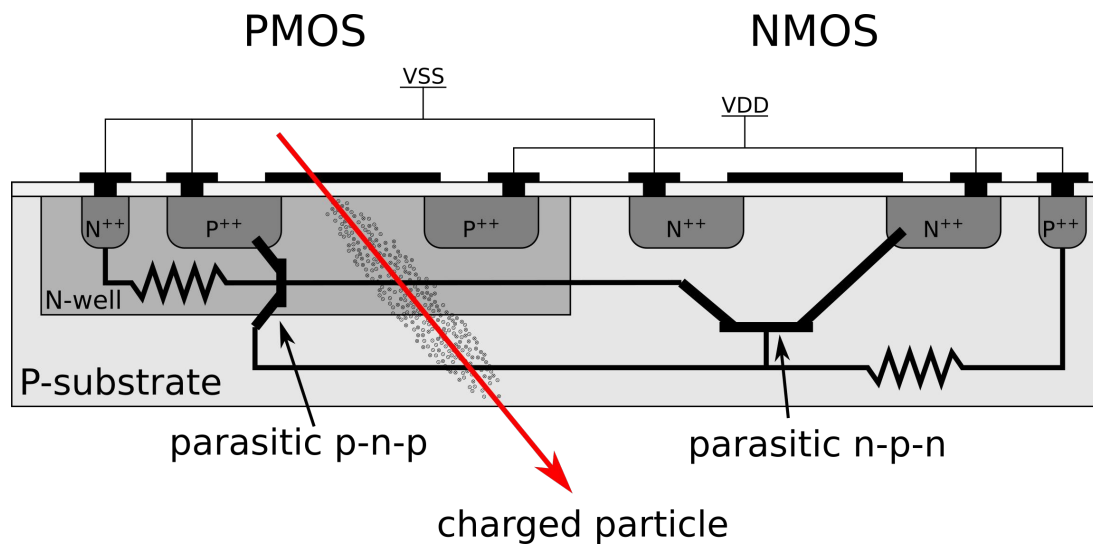 PMOS
NMOS
VSS
VDD
N++
P++
P++
N++
N++
P++
N-well
P-substrate
parasitic p-n-p
parasitic n-p-n
charged particle